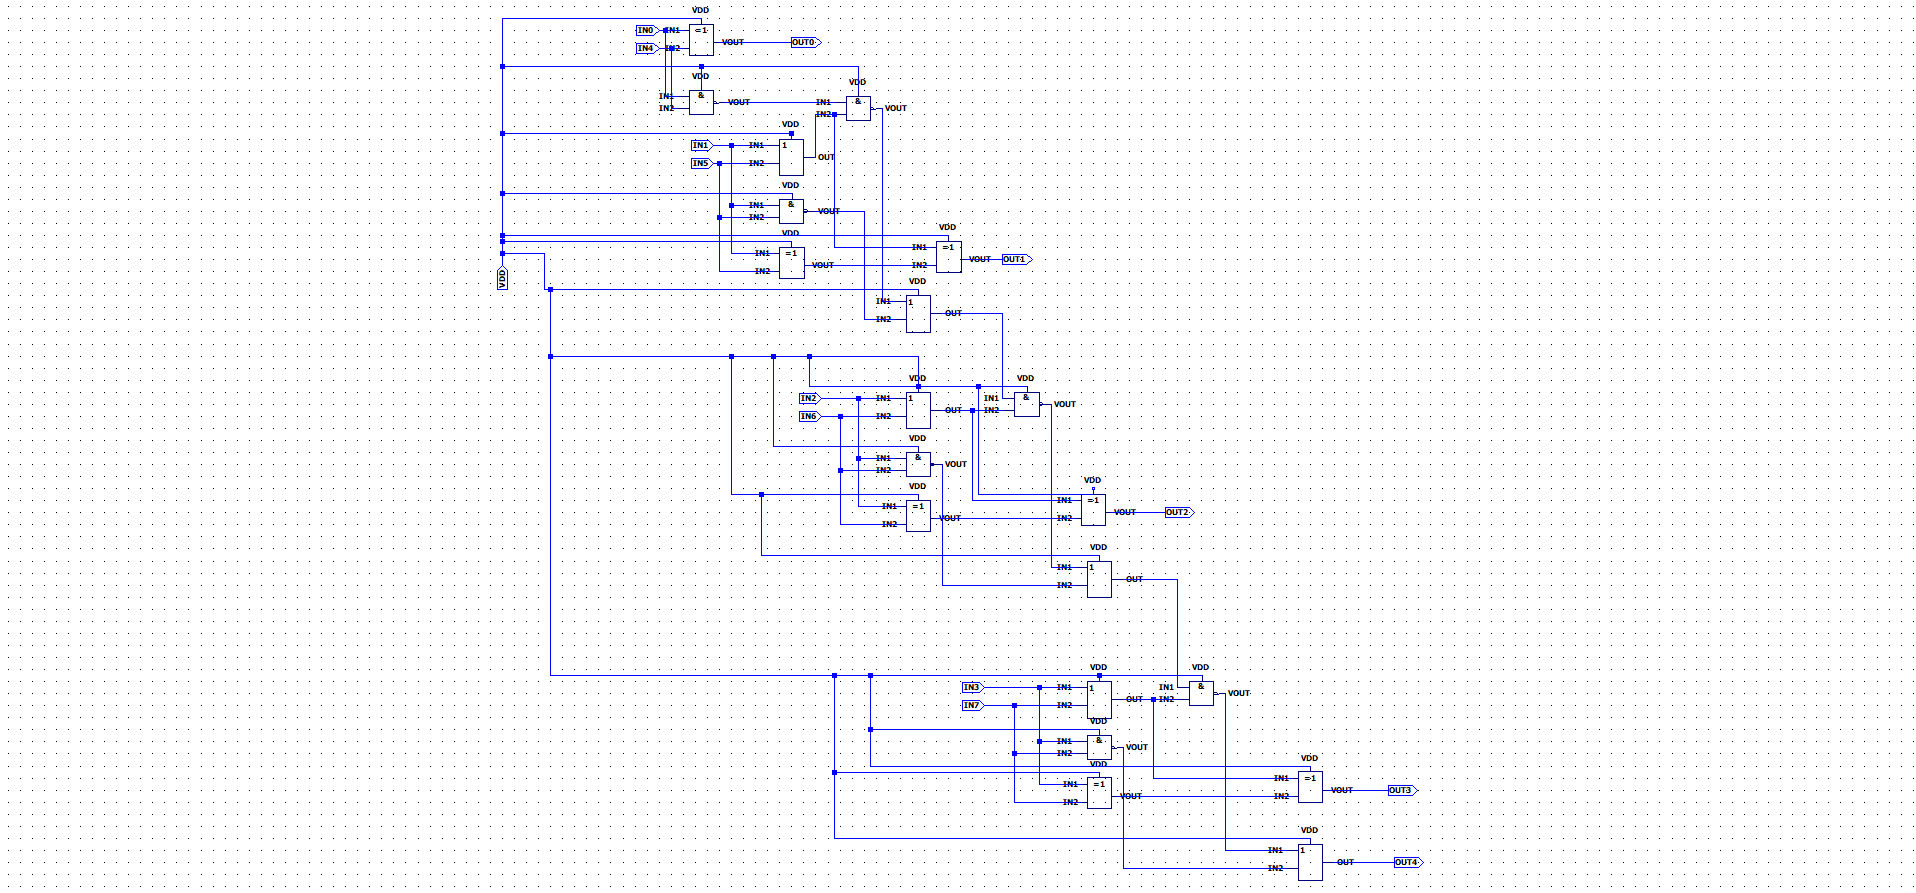 VDD
IN0 IN1 =1
IN4 IN2 VOUT OUT0
VDD VDD
IN1 & VOUT IN1 & VOUT
IN2 IN2
VDD
IN1 IN1 1
IN5 IN2 OUT
VDD
IN1 & VOUT
IN2
VDD VDD
IN1 =1 IN1 =1
IN2 VOUT IN2 VOUT OUT1
VDD
VDD
IN1 1
IN2 OUT
VDD VDD
IN2 IN1 1 IN1 & VOUT
IN6 IN2 OUT IN2
VDD
IN1 & VOUT
IN2
VDD VDD
IN1 =1 IN1 =1
IN2 VOUT IN2 VOUT OUT2
VDD
IN1 1 OUT
IN2
VDD VDD
IN3 IN1 1 IN1 & VOUT
IN7 IN2 OUT IN2
VDD
IN1 & VOUT
IN2
VDD VDD
IN1 =1 IN1 =1
IN2 VOUT IN2 VOUT OUT3
VDD
IN1 1
IN2 OUT OUT4